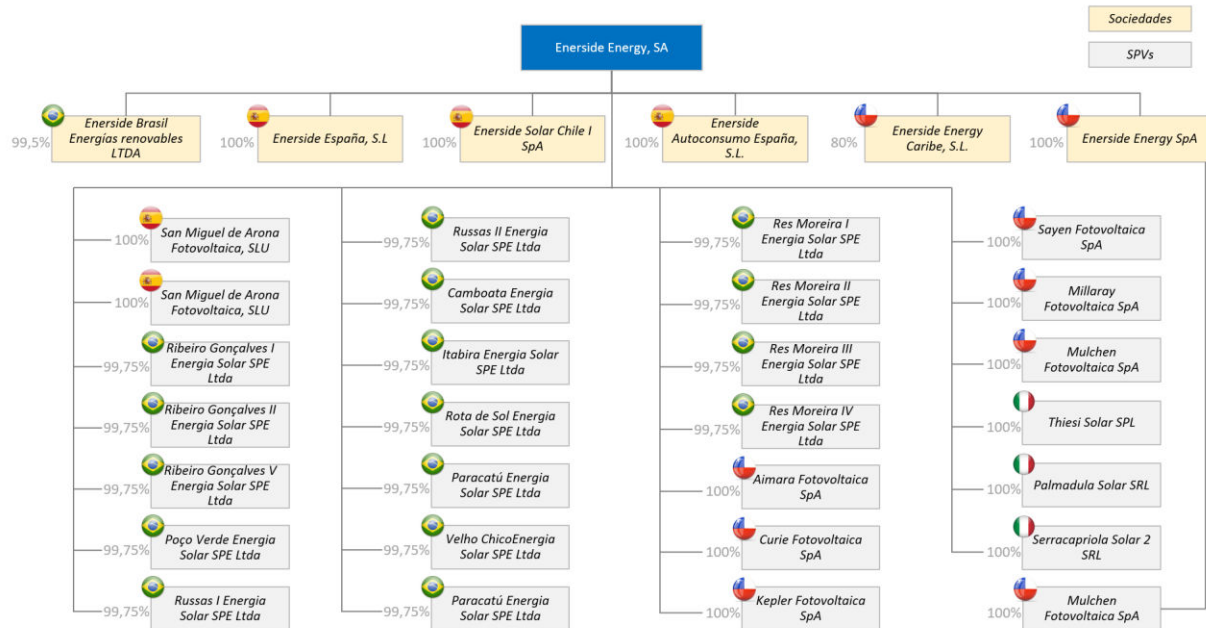 Sociedades
SPVs
Enerside Energy, SA
99,5%
Enerside Brasil
Energías renovables
LTDA
100%
Enerside España, S.L
100%
Enerside Solar Chile I
SpA
100%
Enerside
Autoconsumo España,
S.L.
80%
Enerside Energy
Caribe, S.L.
100%
Enerside Energy SpA
100%
San Miguel de Arona
Fotovoltaica, SLU
100%
San Miguel de Arona
Fotovoltaica, SLU
99,75%
Ribeiro Gonçalves I
Energia Solar SPE
Ltda
99,75%
Ribeiro Gonçalves II
Energia Solar SPE
Ltda
99,75%
Ribeiro Gonçalves V
Energia Solar SPE
Ltda
99,75%
Poço Verde Energia
Solar SPE Ltda
99,75%
Russas I Energia
Solar SPE Ltda
99,75%
Russas II Energia
Solar SPE Ltda
99,75%
Camboata Energia
Solar SPE Ltda
99,75%
Itabira Energia Solar
SPE Ltda
99,75%
Rota de Sol Energia
Solar SPE Ltda
99,75%
Paracatú Energia
Solar SPE Ltda
99,75%
Velho ChicoEnergia
Solar SPE Ltda
99,75%
Paracatú Energia
Solar SPE Ltda
99,75%
Res Moreira I
Energia Solar SPE
Ltda
99,75%
Res Moreira II
Energia Solar SPE
Ltda
99,75%
Res Moreira III
Energia Solar SPE
Ltda
99,75%
Res Moreira IV
Energia Solar SPE
Ltda
100%
Aimara Fotovoltaica
SpA
100%
Curie Fotovoltaica
SpA
100%
Kepler Fotovoltaica
SpA
100%
Sayen Fotovoltaica
SpA
100%
Millaray
Fotovoltaica SpA
100%
Mulchen
Fotovoltaica SpA
100%
Thiesi Solar SPL
100%
Palmadula Solar SRL
100%
Serracapriola Solar 2
SRL
100%
Mulchen
Fotovoltaica SpA